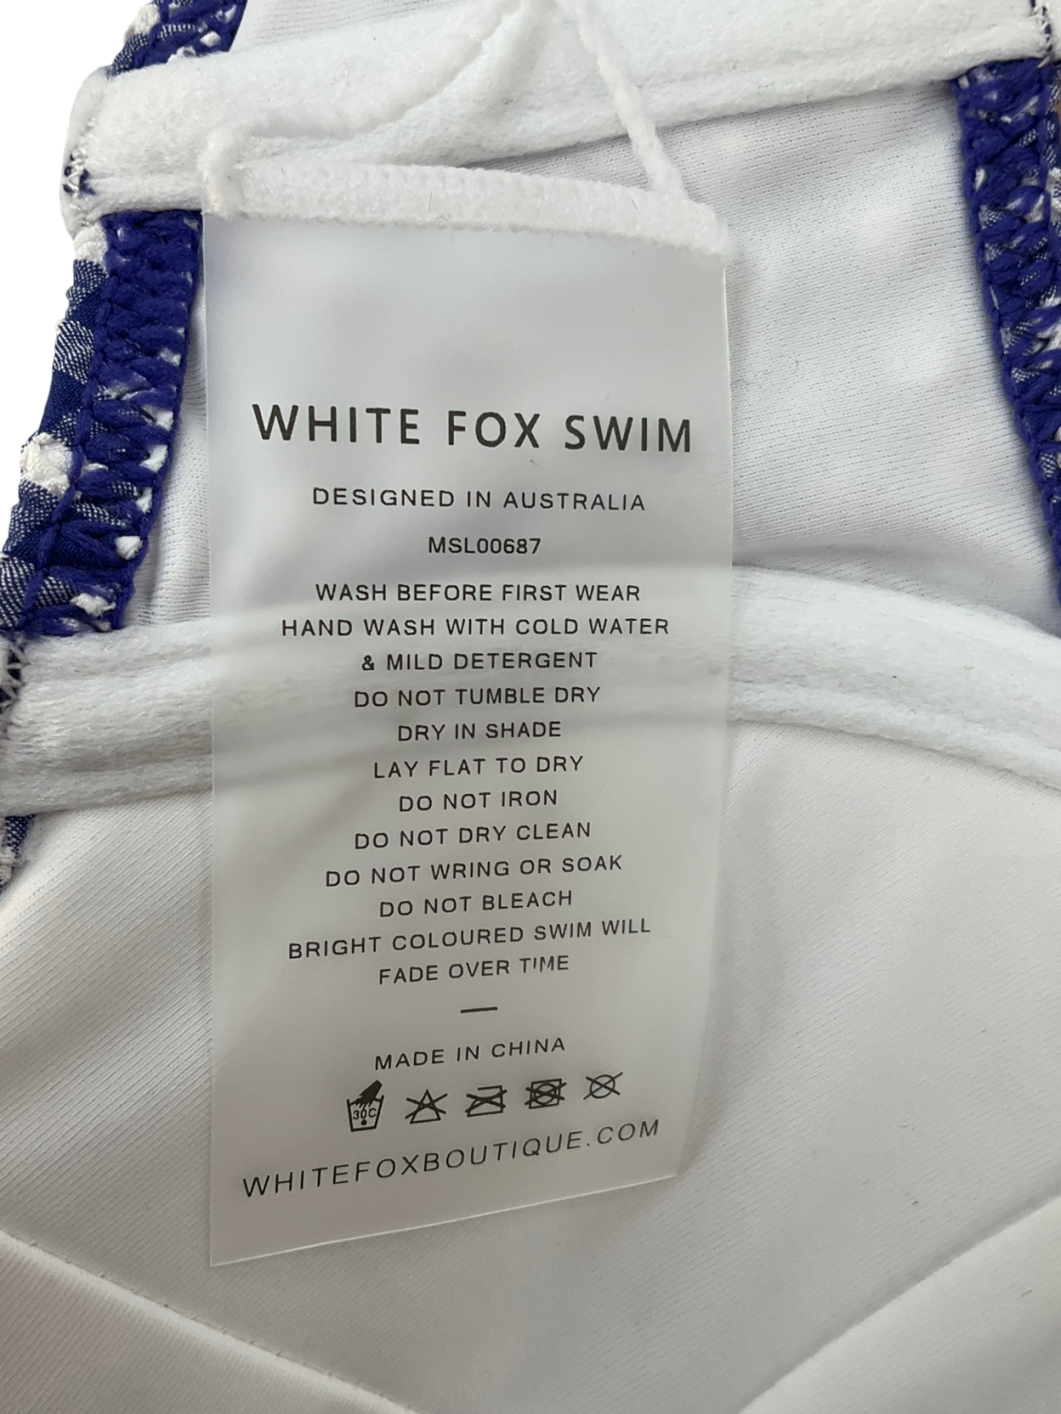 WHITE FOX SWIM
DESIGNED IN AUSTRALIA
MSL00687
WASH BEFORE FIRST WEAR
HAND WASH WITH COLD WATER
& MILD DETERGENT
DO NOT TUMBLE DRY
DRY IN SHADE
LAY FLAT TO DRY
DO NOT IRON
DO NOT DRY CLEAN
DO NOT WRING OR SOAK
DO NOT BLEACH
BRIGHT COLOURED SWIM WILL
FADE OVER TIME
MADE IN CHINA
30C
WHITEFOXBOUTIQUE.COM